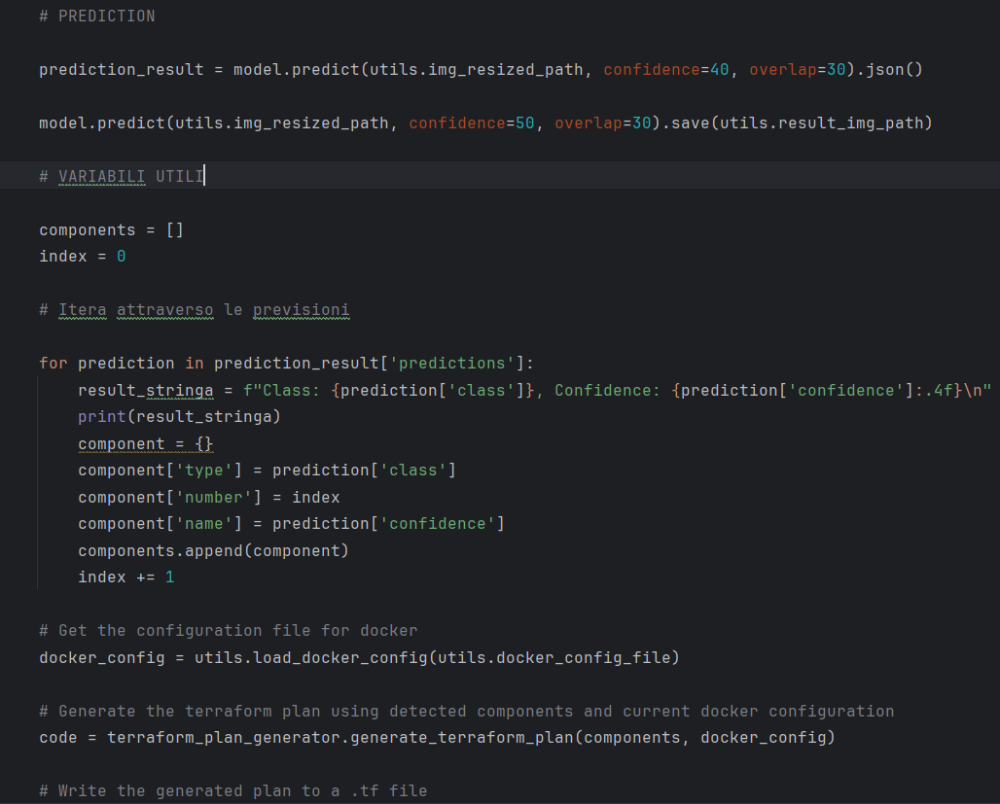 # PREDICTION
prediction_result = model.predict(utils.img_resized_path, confidence=40, overlap=30).json()
model.predict(utils.img_resized_path, confidence=50, overlap=30).save(utils.result_img_path)
# VARIABILI UTILI
components = []
index = 0
# Itera attraverso le previsioni
for prediction in prediction_result['predictions']:
    result_stringa = f"Class: {prediction['class']}, Confidence: {prediction['confidence']:.4f}\n"
    print(result_stringa)
    component = {}
    component['type'] = prediction['class']
    component['number'] = index
    component['name'] = prediction['confidence']
    components.append(component)
    index += 1
# Get the configuration file for docker
docker_config = utils.load_docker_config(utils.docker_config_file)
# Generate the terraform plan using detected components and current docker configuration
code = terraform_plan_generator.generate_terraform_plan(components, docker_config)
# Write the generated plan to a .tf file